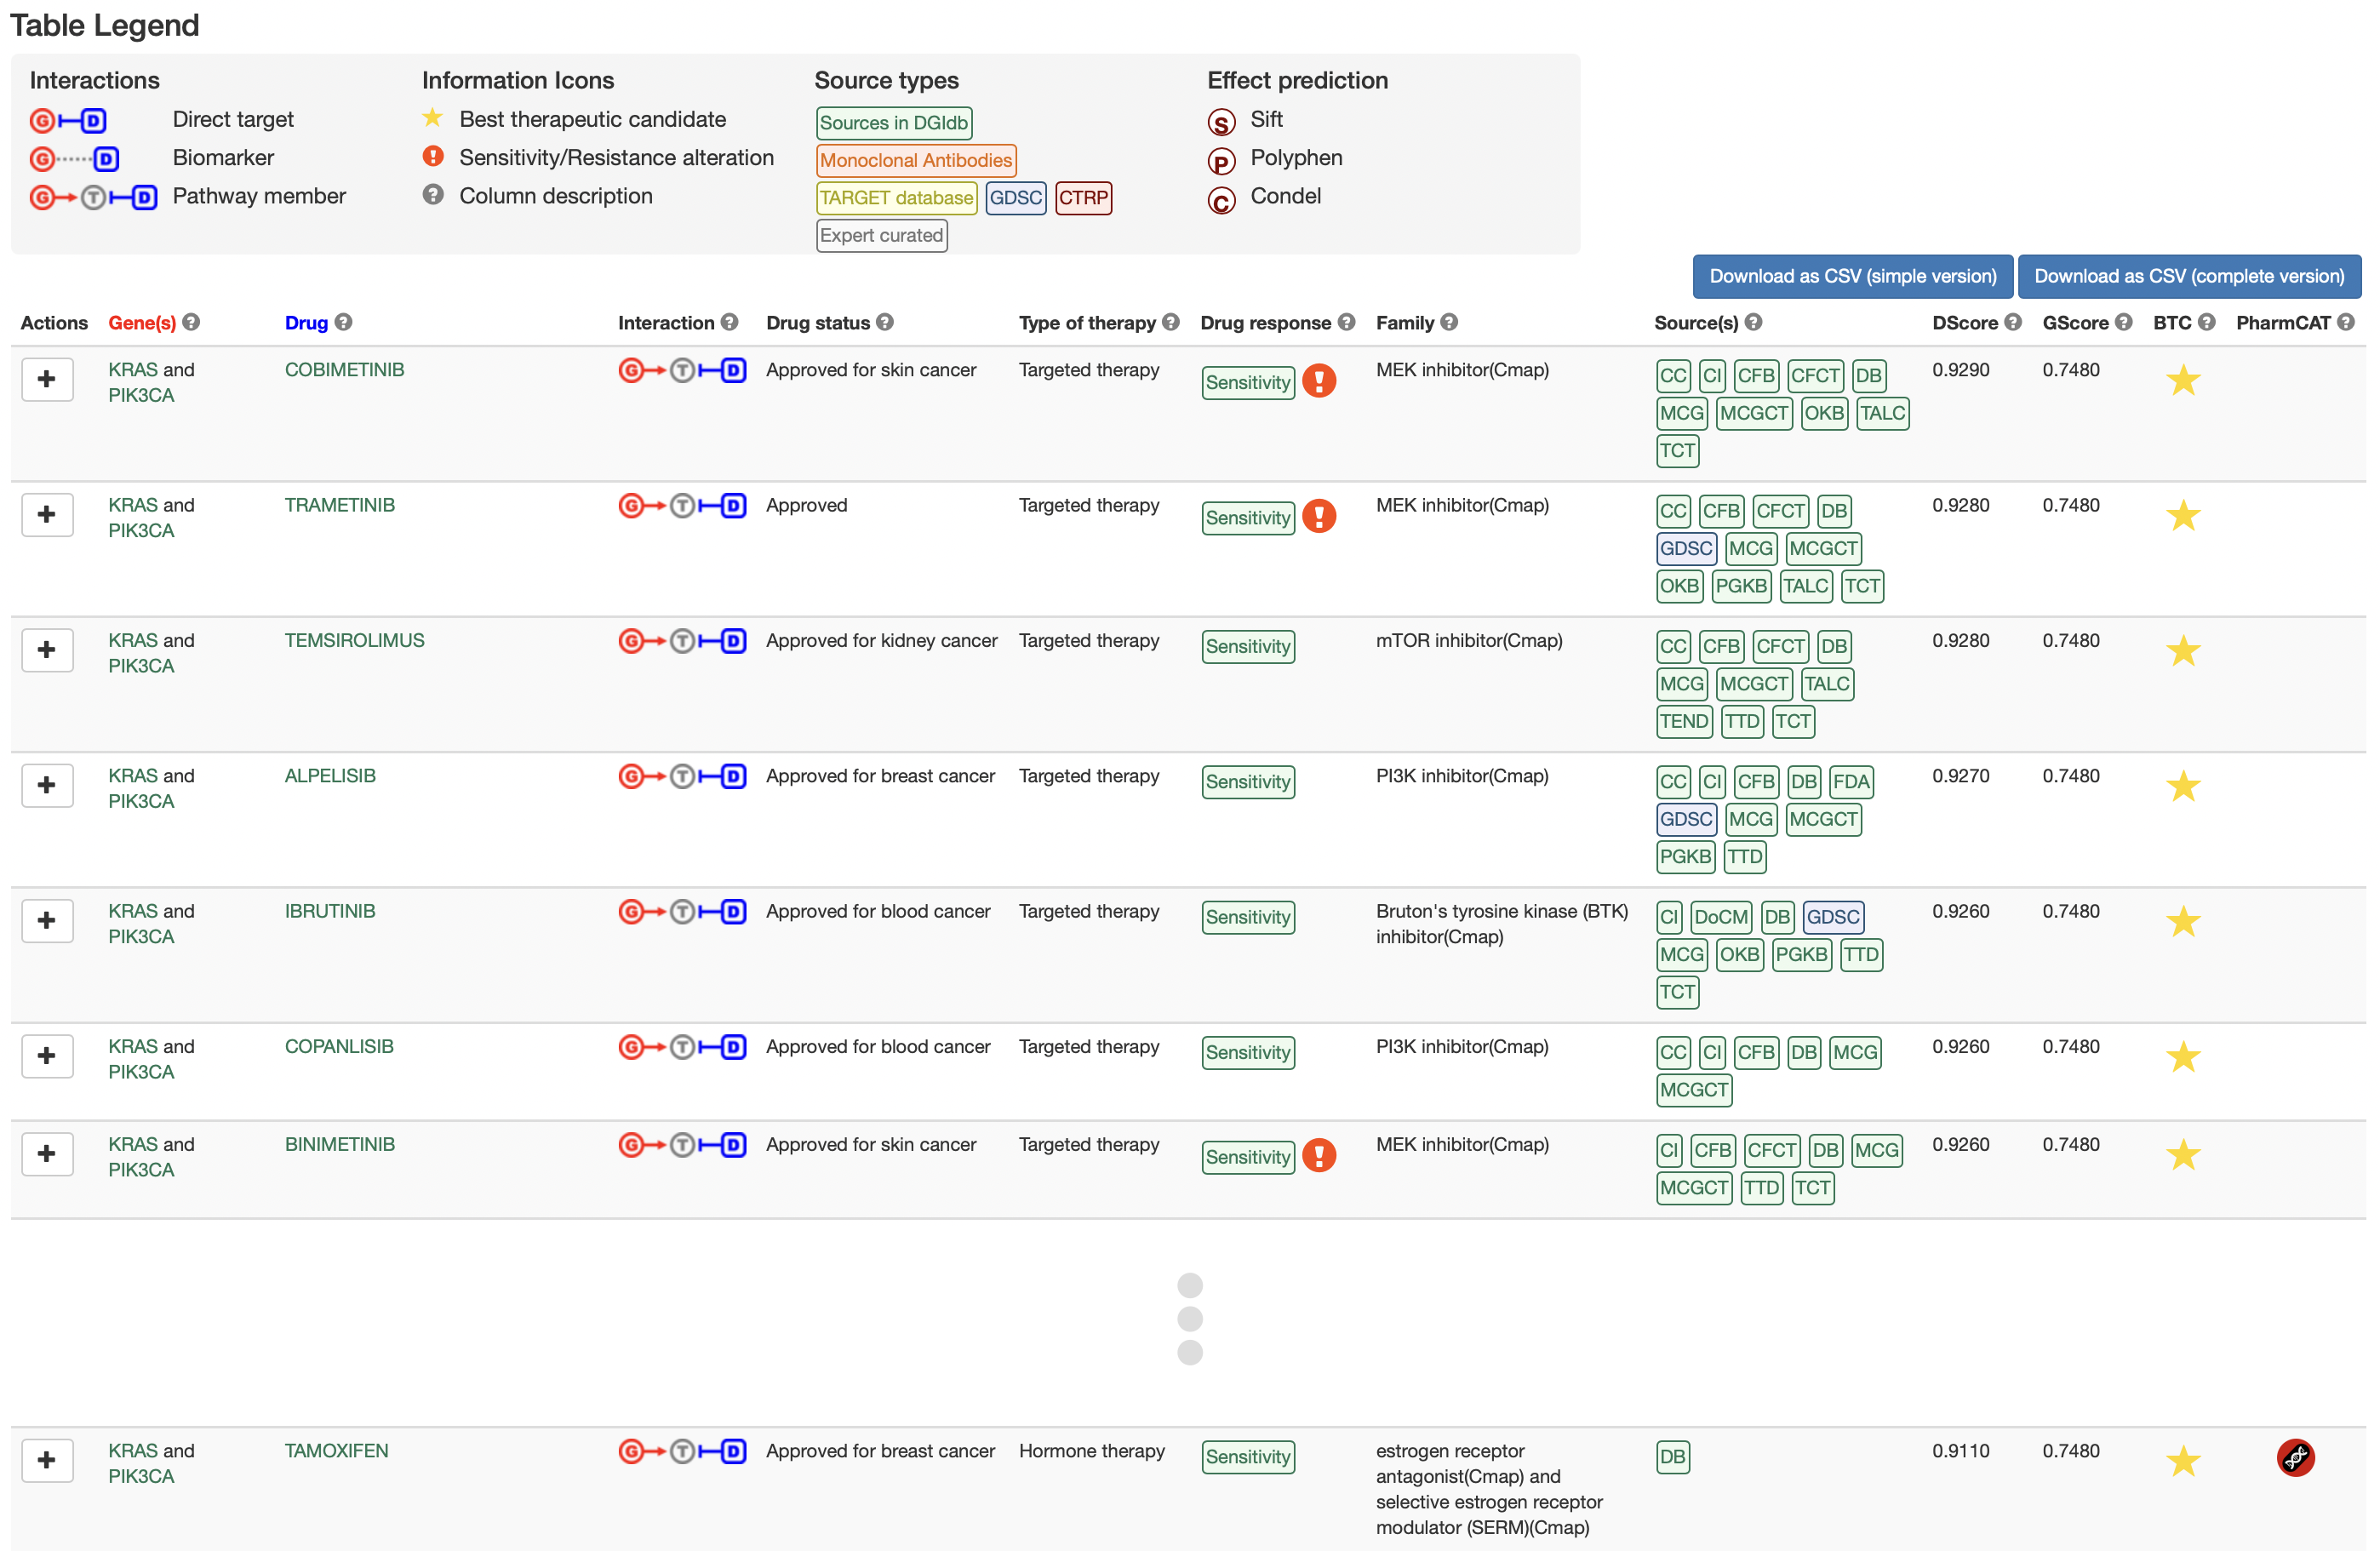 Table Legend
Interactions
G D Direct target
G D Biomarker
G T D Pathway member
Information Icons
Best therapeutic candidate
! Sensitivity/Resistance alteration
? Column description
Source types
Sources in DGIdb
Monoclonal Antibodies
TARGET database GDSC CTRP
Expert curated
Effect prediction
S Sift
P Polyphen
C Condel
Download as CSV (simple version) Download as CSV (complete version)
Actions Gene(s) ? Drug ? Interaction ? Drug status ? Type of therapy ? Drug response ? Family ? Source(s) ? DScore ? GScore ? BTC ? PharmCAT ?
+ KRAS and COBIMETINIB G T D Approved for skin cancer Targeted therapy Sensitivity ! MEK inhibitor(Cmap) CC CI CFB CFCT DB 0.9290 0.7480
PIK3CA MCG MCGCT OKB TALC
TCT
+ KRAS and TRAMETINIB G T D Approved Targeted therapy Sensitivity ! MEK inhibitor(Cmap) CC CFB CFCT DB 0.9280 0.7480
PIK3CA GDSC MCG MCGCT
OKB PGKB TALC TCT
+ KRAS and TEMSIROLIMUS G T D Approved for kidney cancer Targeted therapy Sensitivity mTOR inhibitor(Cmap) CC CFB CFCT DB 0.9280 0.7480
PIK3CA MCG MCGCT TALC
TEND TTD TCT
+ KRAS and ALPELISIB G T D Approved for breast cancer Targeted therapy Sensitivity PI3K inhibitor(Cmap) CC CI CFB DB FDA 0.9270 0.7480
PIK3CA GDSC MCG MCGCT
PGKB TTD
+ KRAS and IBRUTINIB G T D Approved for blood cancer Targeted therapy Sensitivity Bruton's tyrosine kinase (BTK) CI DoCM DB GDSC 0.9260 0.7480
PIK3CA inhibitor(Cmap) MCG OKB PGKB TTD
TCT
+ KRAS and COPANLISIB G T D Approved for blood cancer Targeted therapy Sensitivity PI3K inhibitor(Cmap) CC CI CFB DB MCG 0.9260 0.7480
PIK3CA MCGCT
+ KRAS and BINIMETINIB G T D Approved for skin cancer Targeted therapy Sensitivity ! MEK inhibitor(Cmap) CI CFB CFCT DB MCG 0.9260 0.7480
PIK3CA MCGCT TTD TCT
+ KRAS and TAMOXIFEN G T D Approved for breast cancer Hormone therapy Sensitivity estrogen receptor DB 0.9110 0.7480
PIK3CA antagonist(Cmap) and
selective estrogen receptor
modulator (SERM)(Cmap)